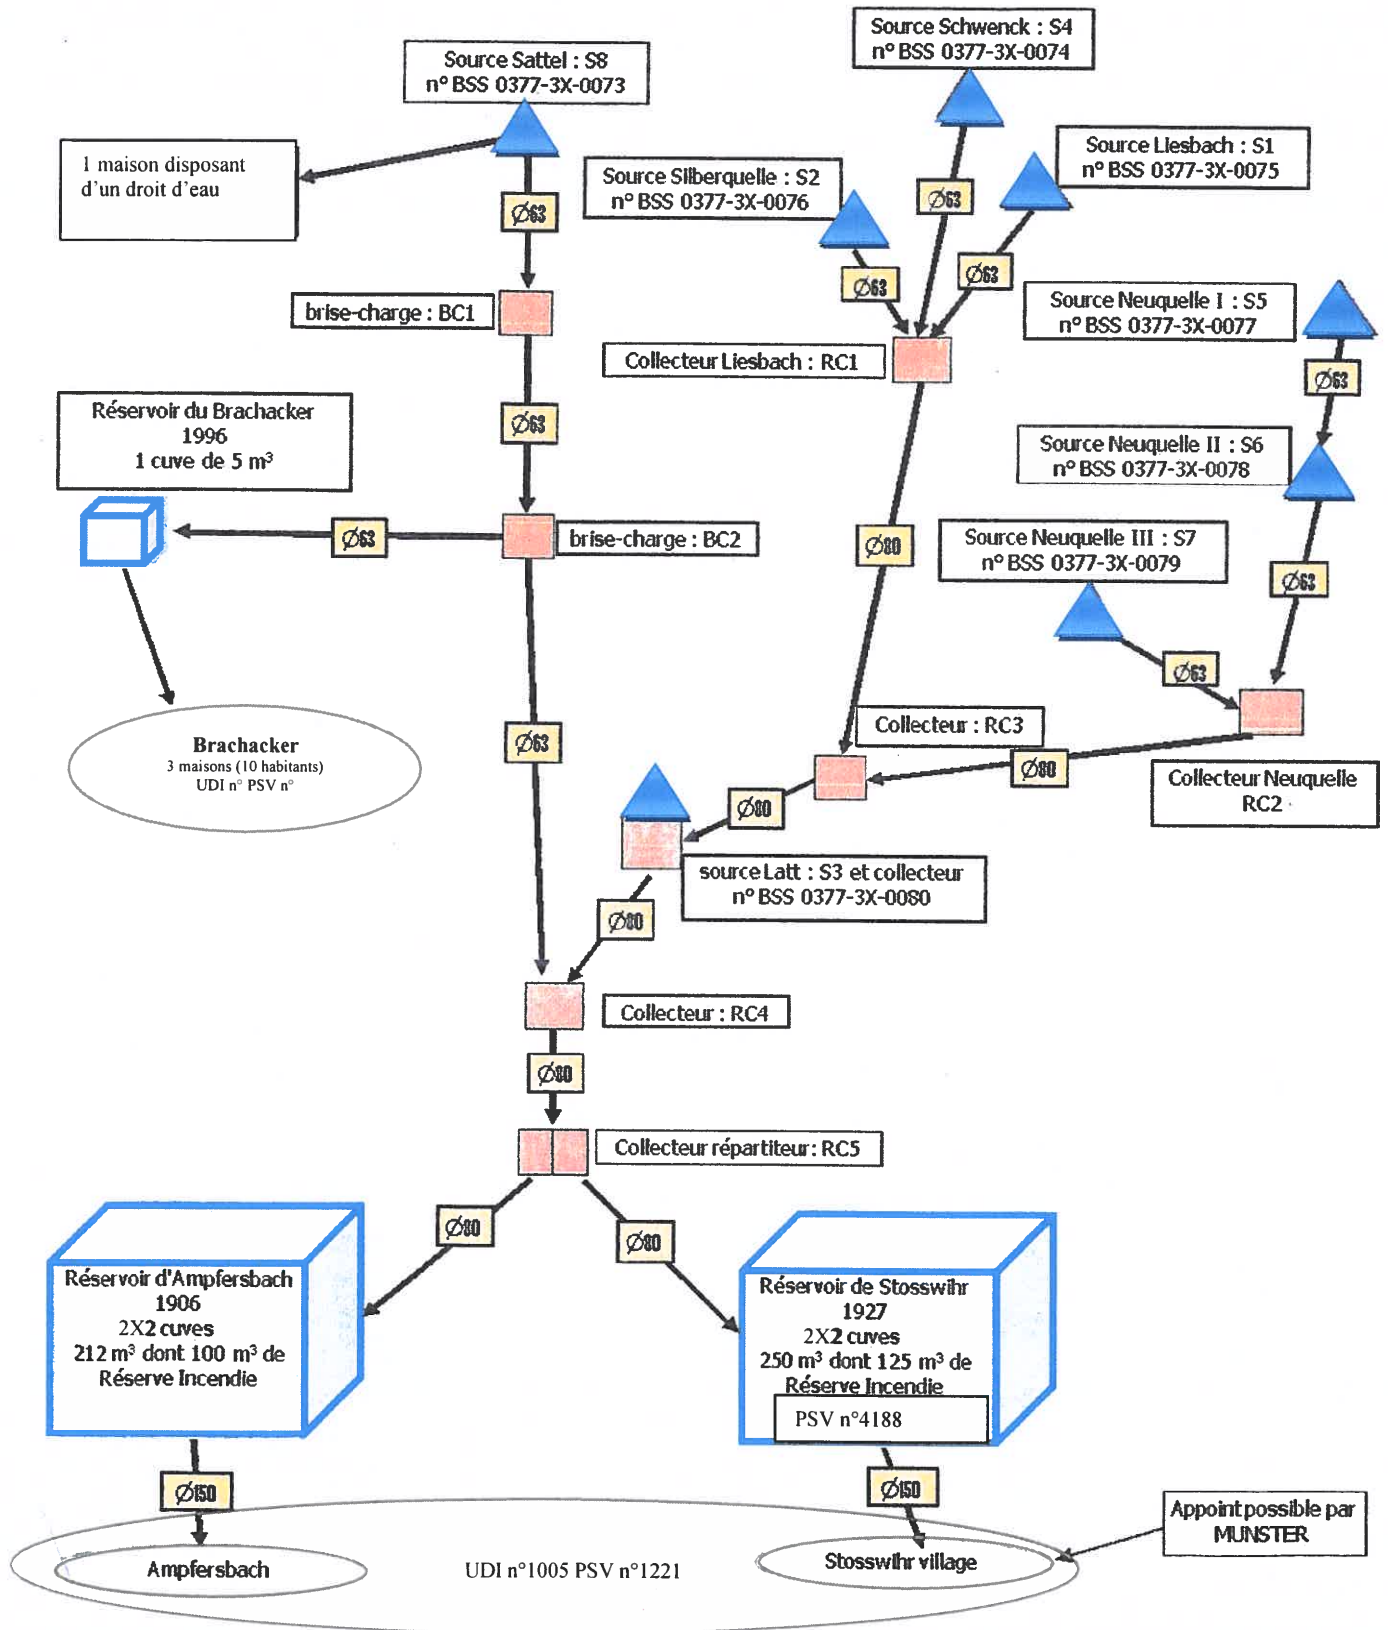 Source Schwenck : S4
n° BSS 0377-3X-0074
Source Sattel : S8
n° BSS 0377-3X-0073
1 maison disposant
d'un droit d'eau
Source Silberquelle : S2
n° BSS 0377-3X-0076
Source Liesbach : S1
n° BSS 0377-3X-0075
Ø63
Ø63
Ø63
Ø63
brise-charge : BC1
Source Neuquelle I : S5
n° BSS 0377-3X-0077
Collecteur Liesbach : RC1
Ø63
Ø63
Réservoir du Brachacker
1996
1 cuve de 5 m³
Source Neuquelle II : S6
n° BSS 0377-3X-0078
Ø63
brise-charge : BC2
Ø80
Source Neuquelle III : S7
n° BSS 0377-3X-0079
Ø63
Ø63
Brachacker
3 maisons (10 habitants)
UDI n° PSV n°
Ø63
Collecteur : RC3
Ø80
Collecteur Neuquelle
RC2
Ø80
source Latt : S3 et collecteur
n° BSS 0377-3X-0080
Ø80
Collecteur : RC4
Ø80
Collecteur répartiteur: RC5
Ø80
Ø80
Réservoir d'Ampfersbach
1906
2X2 cuves
212 m³ dont 100 m³ de
Réserve Incendie
Réservoir de Stosswihr
1927
2X2 cuves
250 m³ dont 125 m³ de
Réserve Incendie
PSV n°4188
Ø150
Ø150
Appoint possible par
MUNSTER
Ampfersbach
UDI n°1005 PSV n°1221
Stosswihr village